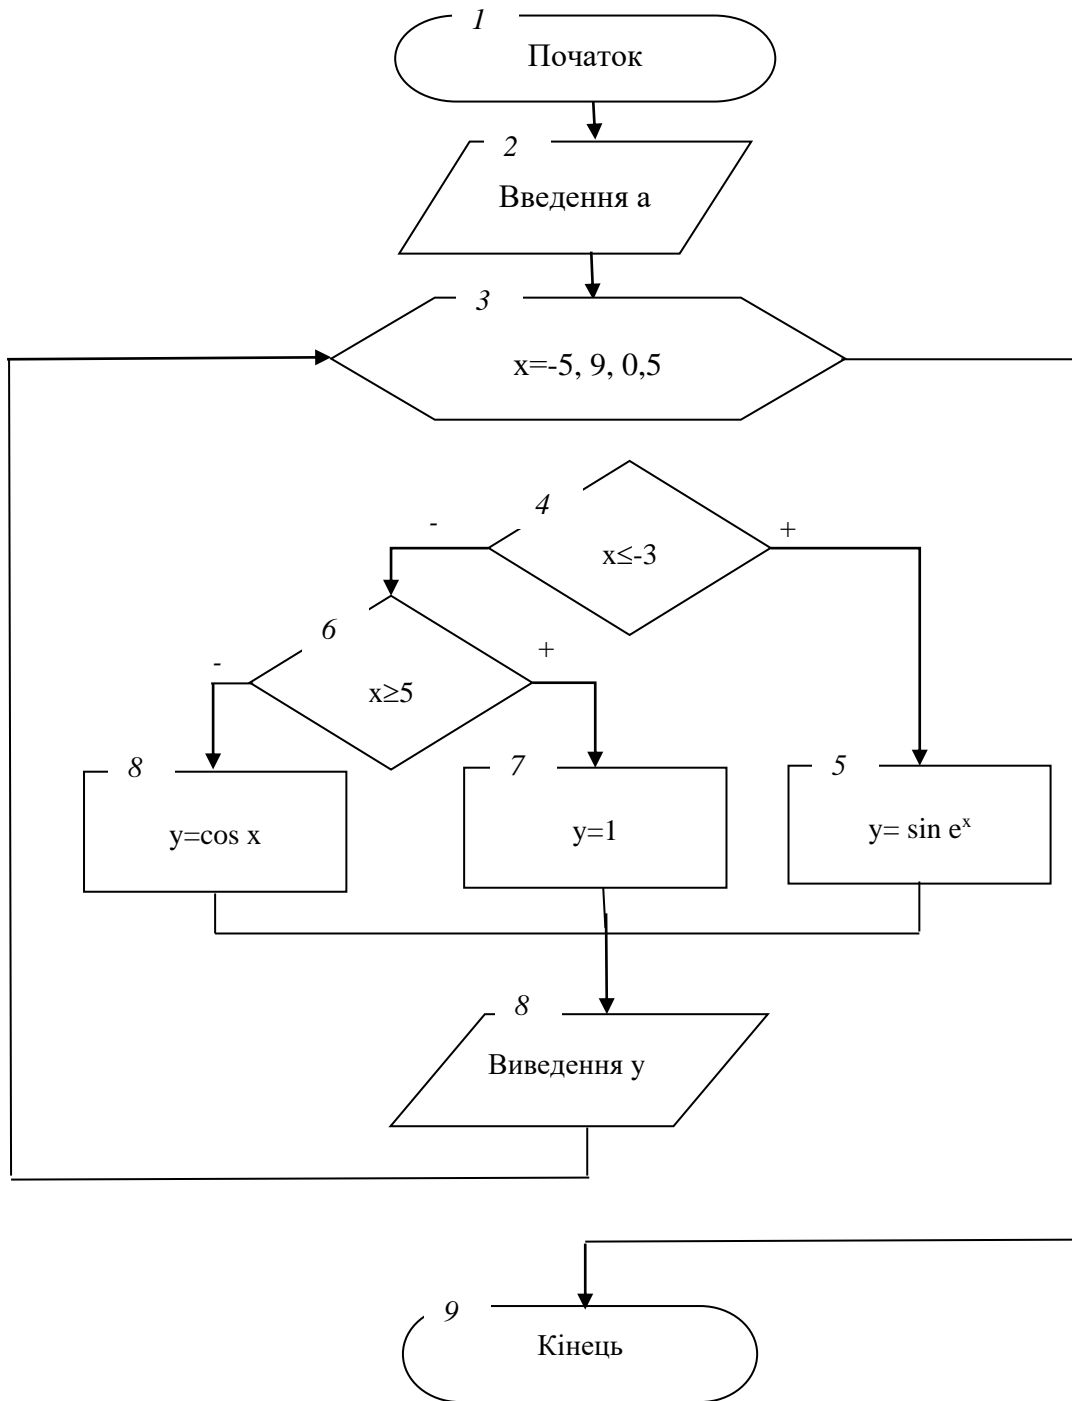 1
Початок
2
Введення а
3
x=-5, 9, 0,5
4
- +
x≤-3
6
- +
x≥5
8
y=cos x
7
y=1
5
y= sin eˣ
8
Виведення y
9
Кінець